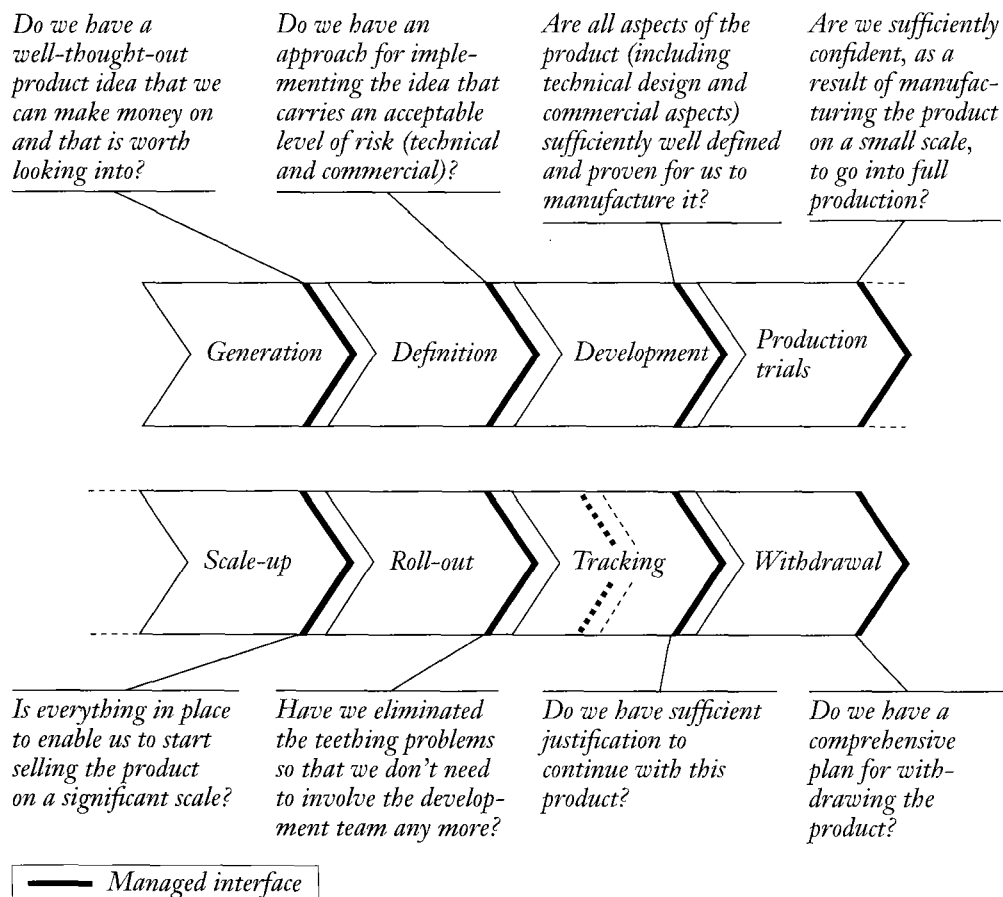 Do we have a
well-thought-out
product idea that we
can make money on
and that is worth
looking into?
Do we have an
approach for imple-
menting the idea that
carries an acceptable
level of risk (technical
and commercial)?
Are all aspects of the
product (including
technical design and
commercial aspects)
sufficiently well defined
and proven for us to
manufacture it?
Are we sufficiently
confident, as a
result of manufac-
turing the product
on a small scale,
to go into full
production?
Generation
Definition
Development
Production
trials
Scale-up
Roll-out
Tracking
Withdrawal
Is everything in place
to enable us to start
selling the product
on a significant scale?
Have we eliminated
the teething problems
so that we don't need
to involve the develop-
ment team any more?
Do we have sufficient
justification to
continue with this
product?
Do we have a
comprehensive
plan for with-
drawing the
product?
Managed interface